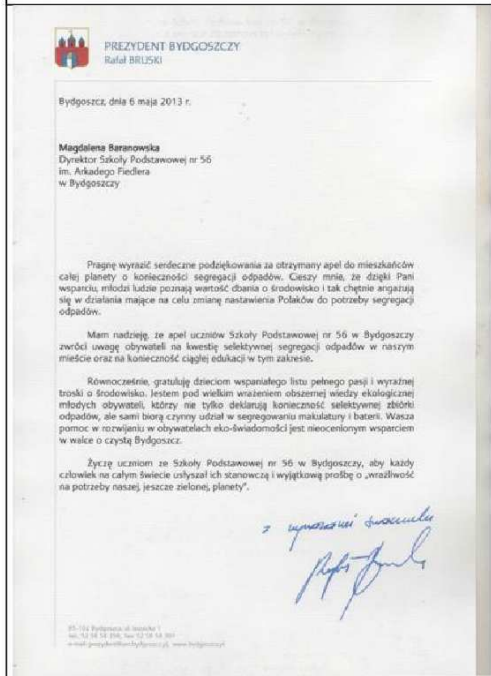 PREZYDENT BYDGOSZCZY
Rafał BRUSKI
Bydgoszcz, dnia 6 maja 2013 r.
Magdalena Baranowska
Dyrektor Szkoły Podstawowej nr 56
im. Arkadego Fiedlera
w Bydgoszczy
Pragnę wyrazić serdeczne podziękowania za otrzymany apel do mieszkańców
całej planety o konieczności segregacji odpadów. Cieszy mnie, że dzięki Pani
wsparciu, młodzi ludzie poznają wartość dbania o środowisko i tak chętnie angażują
się w działania mające na celu zmianę nastawienia Polaków do potrzeby segregacji
odpadów.
Mam nadzieję, że apel uczniów Szkoły Podstawowej nr 56 w Bydgoszczy
zwróci uwagę obywateli na kwestię selektywnej segregacji odpadów w naszym
mieście oraz na konieczność ciągłej edukacji w tym zakresie.
Równocześnie, gratuluję dzieciom wspaniałego listu pełnego pasji i wyraźnej
troski o środowisko. Jestem pod wielkim wrażeniem obszernej wiedzy ekologicznej
młodych obywateli, którzy nie tylko deklarują konieczność selektywnej zbiórki
odpadów, ale sami biorą czynny udział w segregowaniu makulatury i baterii. Wasza
pomoc w rozwijaniu w obywatelach eko-świadomości jest nieocenionym wsparciem
w walce o czystą Bydgoszcz.
Życzę uczniom ze Szkoły Podstawowej nr 56 w Bydgoszczy, aby każdy
człowiek na całym świecie usłyszał ich stanowczą i wyjątkową prośbę o „wrażliwość
na potrzeby naszej, jeszcze zielonej, planety”.
z wyrazami szacunku